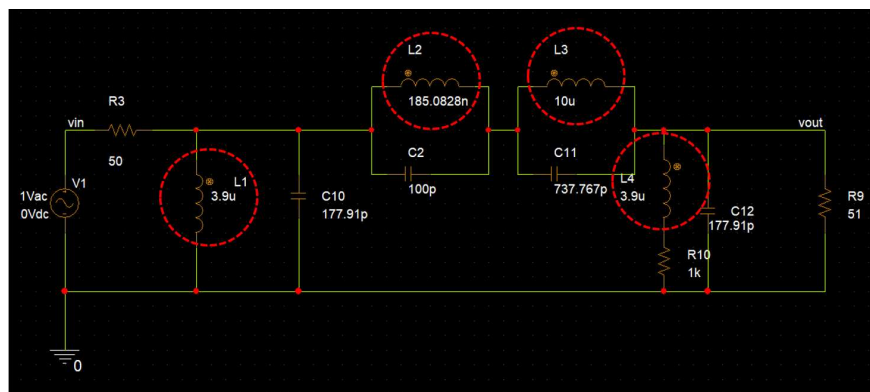 L2
185.0828n
C2
100p
L3
10u
C11
737.767p
R3
50
vin
vout
V1
1Vac
0Vdc
L1
3.9u
C10
177.91p
L4
3.9u
C12
177.91p
R10
1k
R9
51
0